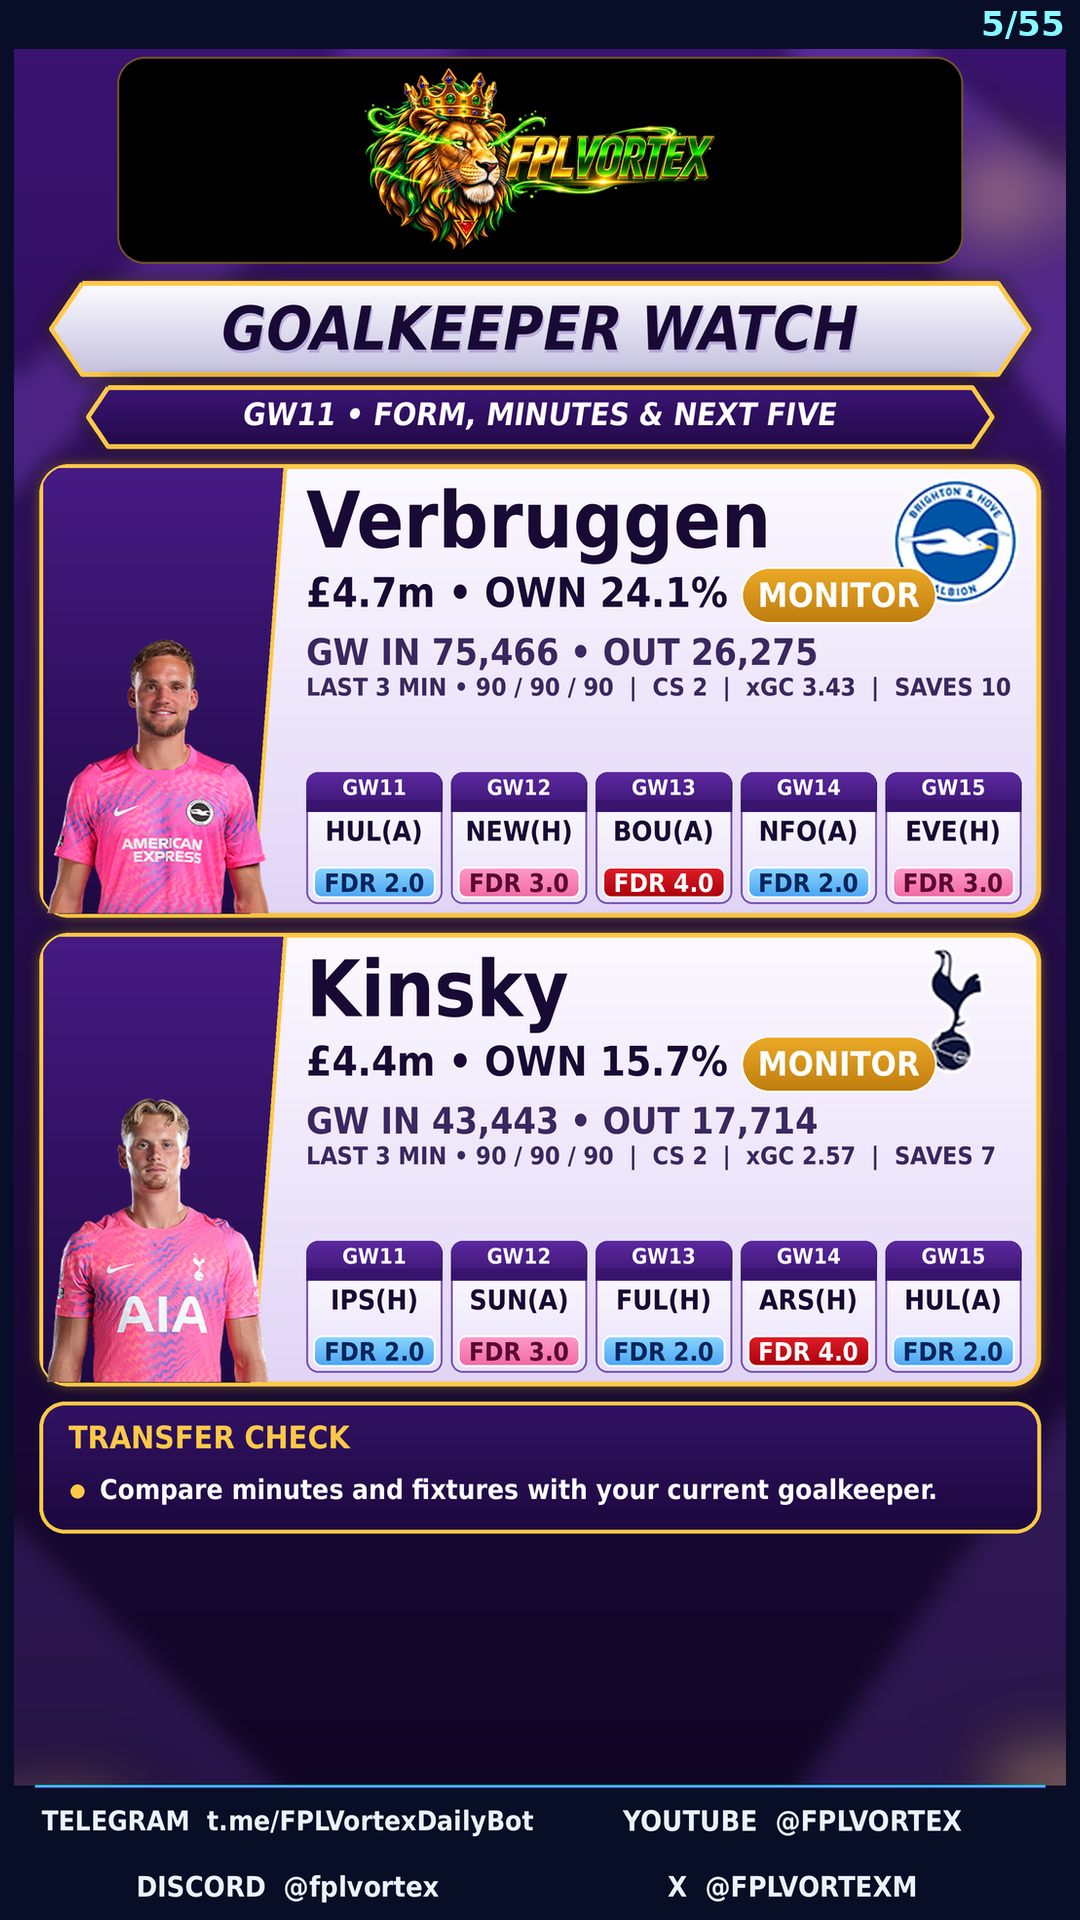 5/55
FPLVORTEX
GOALKEEPER WATCH
GW11 • FORM, MINUTES & NEXT FIVE
Verbruggen
BRIGHTON & HOVE
ALBION
£4.7m • OWN 24.1% MONITOR
GW IN 75,466 • OUT 26,275
LAST 3 MIN • 90 / 90 / 90 | CS 2 | xGC 3.43 | SAVES 10
AMERICAN
EXPRESS
GW11 GW12 GW13 GW14 GW15
HUL(A) NEW(H) BOU(A) NFO(A) EVE(H)
FDR 2.0 FDR 3.0 FDR 4.0 FDR 2.0 FDR 3.0
Kinsky
£4.4m • OWN 15.7% MONITOR
GW IN 43,443 • OUT 17,714
LAST 3 MIN • 90 / 90 / 90 | CS 2 | xGC 2.57 | SAVES 7
AIA
GW11 GW12 GW13 GW14 GW15
IPS(H) SUN(A) FUL(H) ARS(H) HUL(A)
FDR 2.0 FDR 3.0 FDR 2.0 FDR 4.0 FDR 2.0
TRANSFER CHECK
• Compare minutes and fixtures with your current goalkeeper.
TELEGRAM t.me/FPLVortexDailyBot YOUTUBE @FPLVORTEX
DISCORD @fplvortex X @FPLVORTEXM